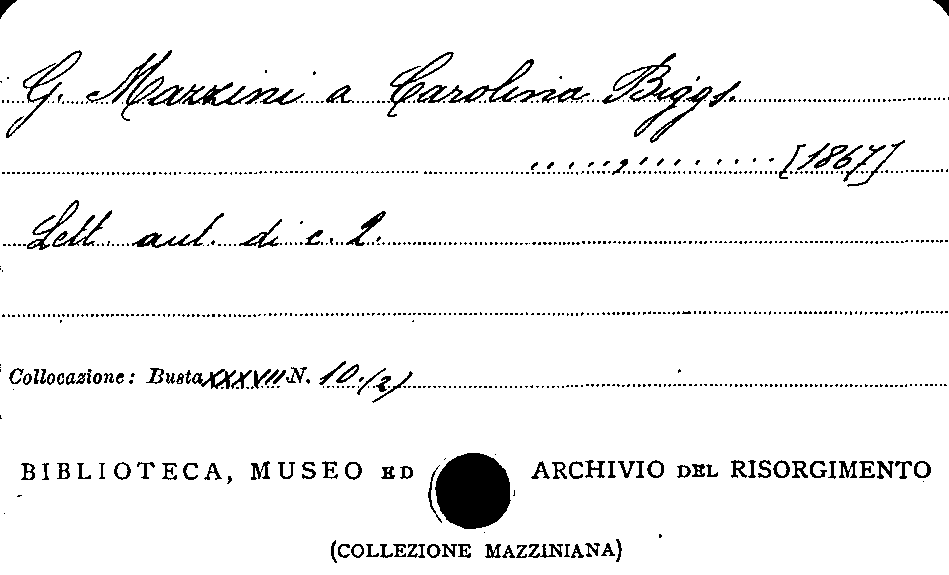 G. Mazzini a Carolina Biggs.
..... , ........ [1867]
Lett. aut. di c. 2.
Collocazione: Busta XXXVII N. 10.(2)
BIBLIOTECA, MUSEO ED ARCHIVIO DEL RISORGIMENTO
(COLLEZIONE MAZZINIANA)